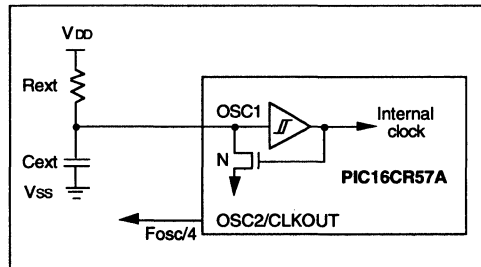 VDD
Rext
OSC1
Internal
clock
Cext
N
PIC16CR57A
VSS
Fosc/4
OSC2/CLKOUT